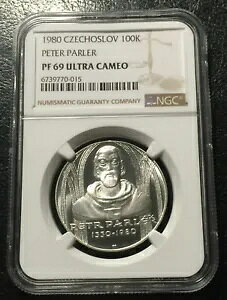 1980 CZECHOSLOV 100K
PETER PARLER
PF 69 ULTRA CAMEO
6739770-015
NUMISMATIC GUARANTY COMPANY
NGC
PETR PARLÉŘ
1330-1980